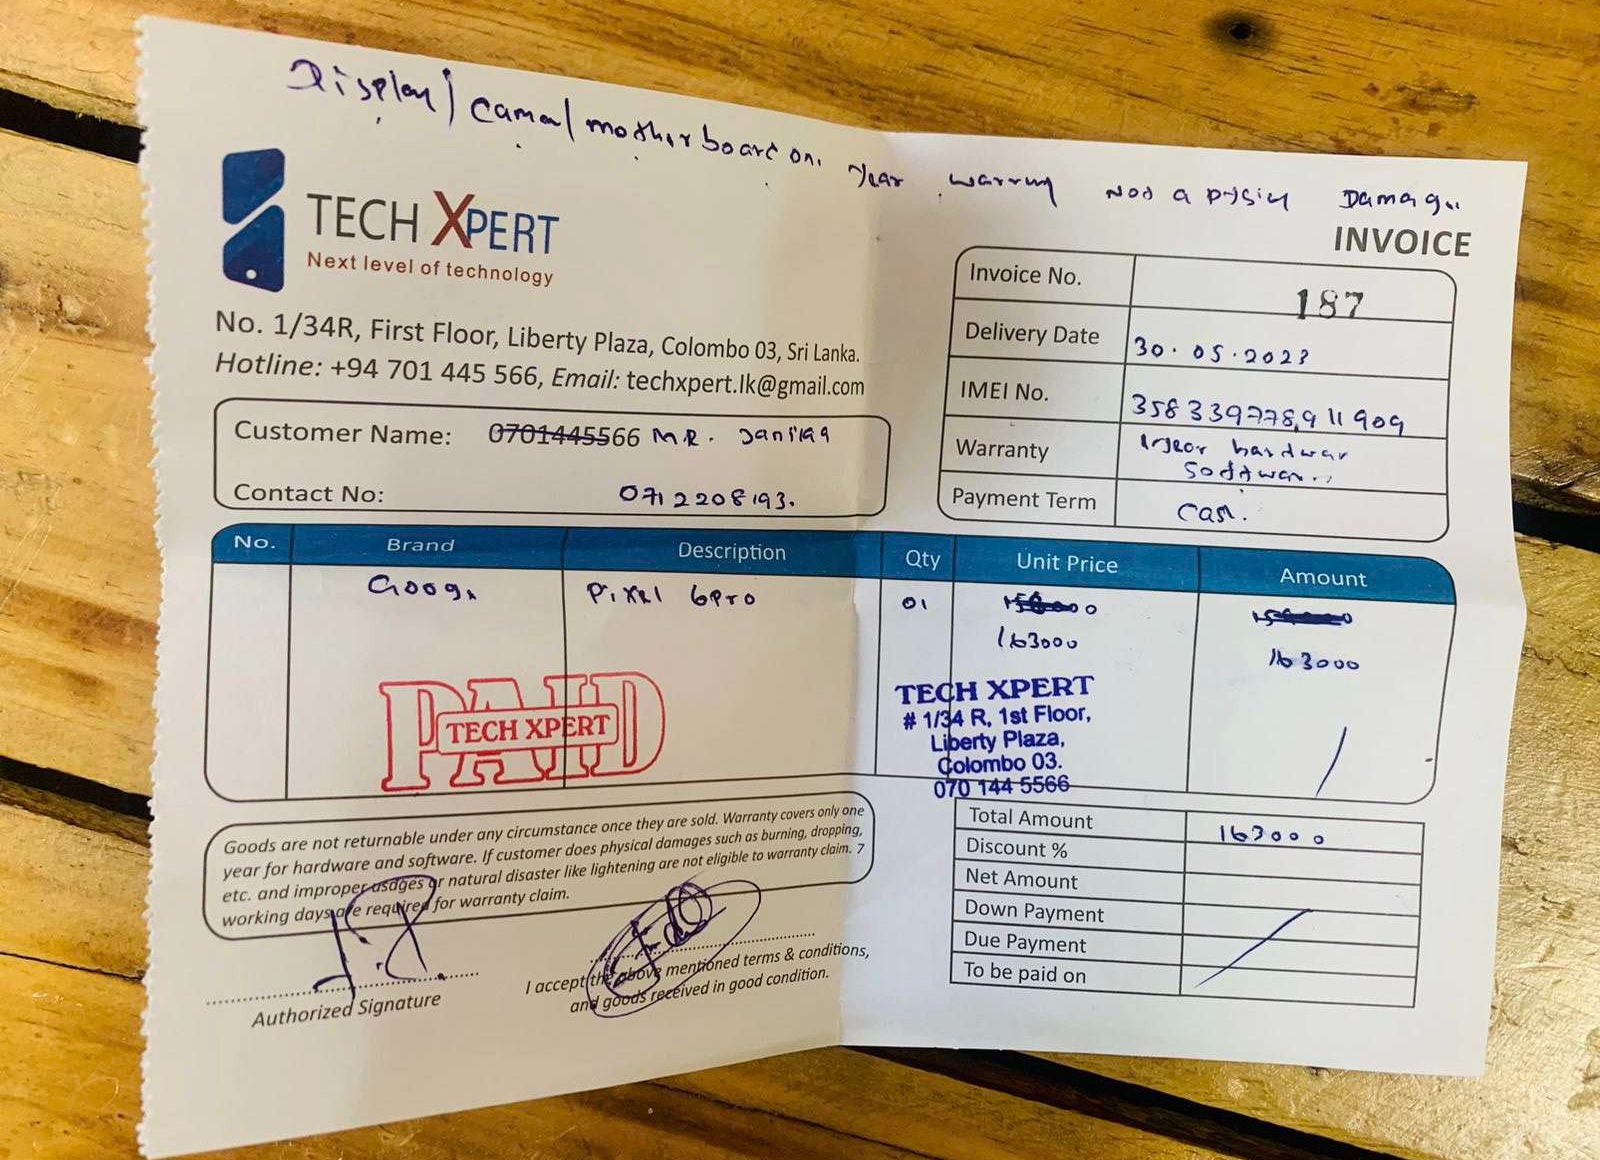 Display / Camera / motherboard one year warrnty Not a pysicy Damage..
TECH XPERT
Next level of technology
No. 1/34R, First Floor, Liberty Plaza, Colombo 03, Sri Lanka.
Hotline: +94 701 445 566, Email: techxpert.lk@gmail.com
INVOICE
Invoice No. 187
Delivery Date 30.05.2023
IMEI No. 358339778911909
Warranty 1 year hardwar
Softwar..
Payment Term Cash.
Customer Name: 0701445566 MR.
Contact No: 0712208193.
No. Brand Description Qty Unit Price Amount
Google Pixel 6pro 01
163000 163000
PAID
TECH XPERT
TECH XPERT
# 1/34 R, 1st Floor,
Liberty Plaza,
Colombo 03.
070 144 5566
Goods are not returnable under any circumstance once they are sold. Warranty covers only one
year for hardware and software. If customer does physical damages such as burning, dropping,
etc. and improper usages or natural disaster like lightening are not eligible to warranty claim. 7
working days are required for warranty claim.
Authorized Signature
I accept the above mentioned terms & conditions,
and goods received in good condition.
Total Amount 163000
Discount %
Net Amount
Down Payment
Due Payment
To be paid on